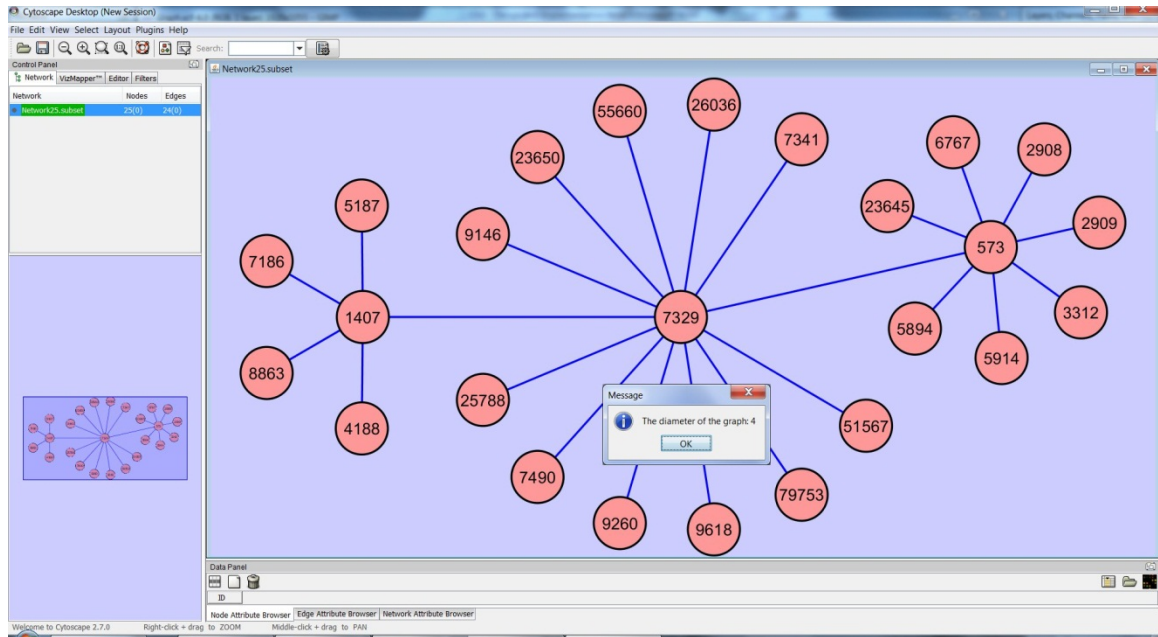 Cytoscape Desktop (New Session)
File Edit View Select Layout Plugins Help
Search:
Control Panel
Network VizMapper™ Editor Filters
Network Nodes Edges
Network25.subset 25(0) 24(0)
Network25.subset
55660
26036
7341
23650
6767
2908
5187
23645
2909
9146
573
7186
1407
7329
3312
5894
5914
8863
25788
4188
51567
Message
The diameter of the graph: 4
OK
7490
79753
9260
9618
Data Panel
ID
Node Attribute Browser Edge Attribute Browser Network Attribute Browser
Welcome to Cytoscape 2.7.0 Right-click + drag to ZOOM Middle-click + drag to PAN